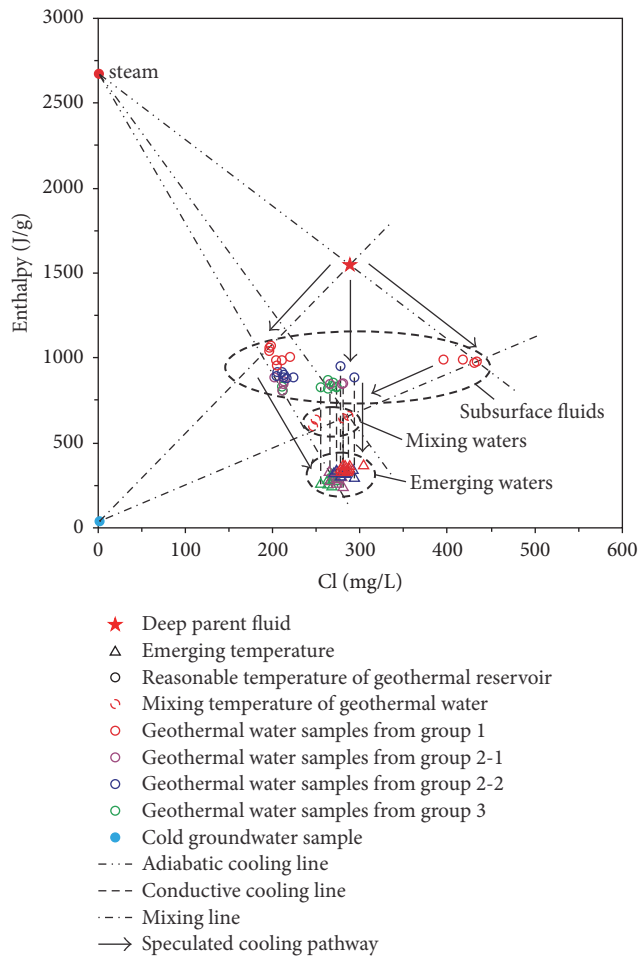 3000
2500
2000
1500
1000
500
0
Enthalpy (J/g)
steam
Subsurface fluids
Mixing waters
Emerging waters
0 100 200 300 400 500 600
Cl (mg/L)
Deep parent fluid
Emerging temperature
Reasonable temperature of geothermal reservoir
Mixing temperature of geothermal water
Geothermal water samples from group 1
Geothermal water samples from group 2-1
Geothermal water samples from group 2-2
Geothermal water samples from group 3
Cold groundwater sample
Adiabatic cooling line
Conductive cooling line
Mixing line
Speculated cooling pathway